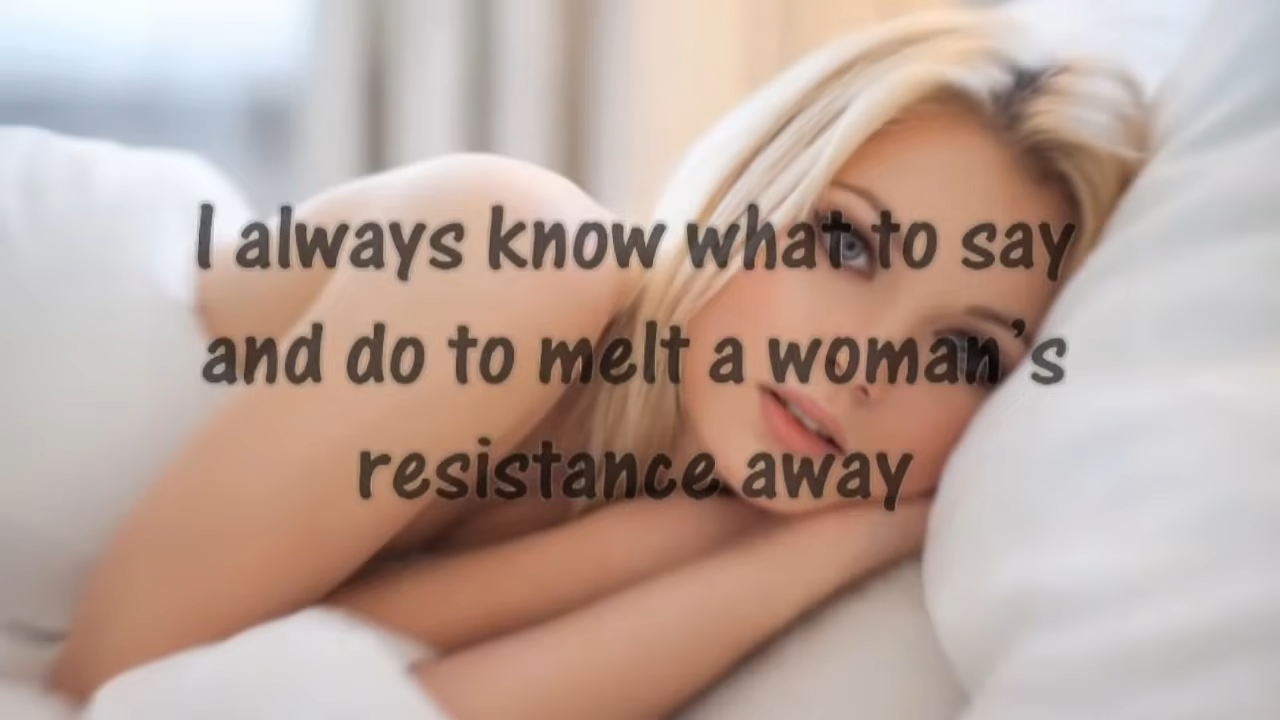 I always know what to say
and do to melt a woman's
resistance away